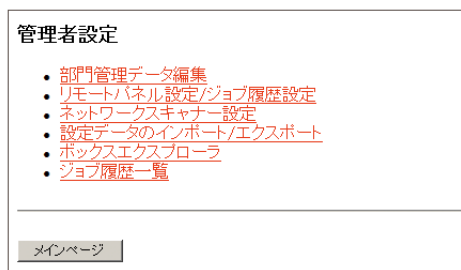 管理者設定
部門管理データ編集
リモートパネル設定/ジョブ履歴設定
ネットワークスキャナー設定
設定データのインポート/エクスポート
ボックスエクスプローラ
ジョブ履歴一覧
メインページ